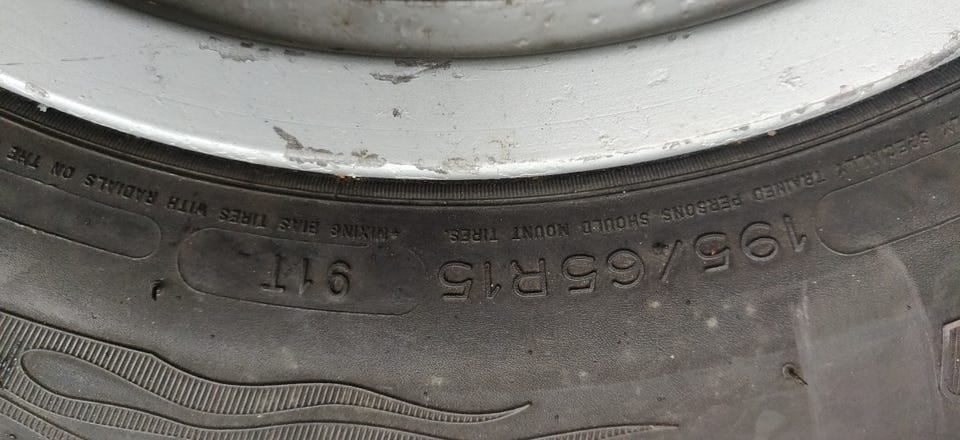 195/65R15 91T
M SPECIALLY TRAINED PERSONS SHOULD MOUNT TIRES.
MIXING BIAS TIRES WITH RADIALS ON THE